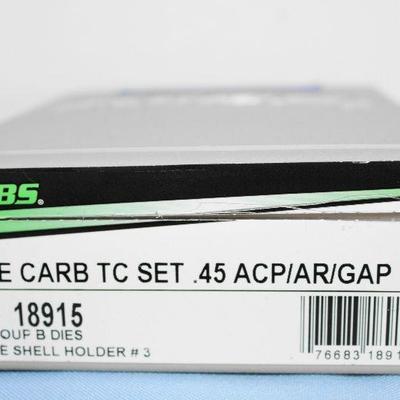 BS®
E CARB TC SET .45 ACP/AR/GAP
18915
OUP B DIES
E SHELL HOLDER # 3
76683 1891